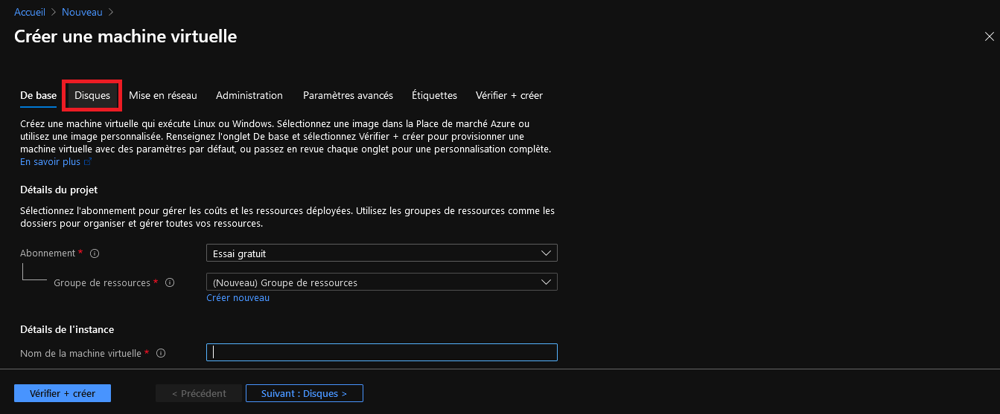 Accueil > Nouveau >
Créer une machine virtuelle
De base Disques Mise en réseau Administration Paramètres avancés Étiquettes Vérifier + créer
Créez une machine virtuelle qui exécute Linux ou Windows. Sélectionnez une image dans la Place de marché Azure ou
utilisez une image personnalisée. Renseignez l'onglet De base et sélectionnez Vérifier + créer pour provisionner une
machine virtuelle avec des paramètres par défaut, ou passez en revue chaque onglet pour une personnalisation complète.
En savoir plus
Détails du projet
Sélectionnez l'abonnement pour gérer les coûts et les ressources déployées. Utilisez les groupes de ressources comme les
dossiers pour organiser et gérer toutes vos ressources.
Abonnement * Essai gratuit
Groupe de ressources * (Nouveau) Groupe de ressources
Créer nouveau
Détails de l'instance
Nom de la machine virtuelle *
Vérifier + créer < Précédent Suivant : Disques >